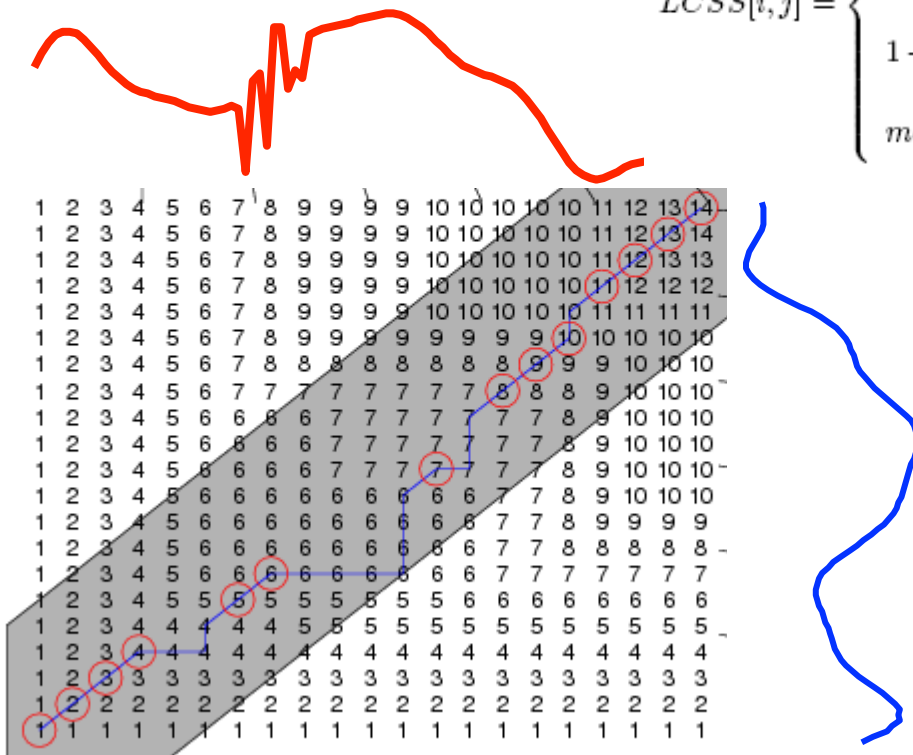 LCSS[i, j] =
1
m
1 2 3 4 5 6 7 8 9 9 9 9 10 10 10 10 10 11 12 13 14
1 2 3 4 5 6 7 8 9 9 9 9 10 10 10 10 10 11 12 13 14
1 2 3 4 5 6 7 8 9 9 9 9 10 10 10 10 10 11 12 13 13
1 2 3 4 5 6 7 8 9 9 9 9 10 10 10 10 10 11 12 12 12
1 2 3 4 5 6 7 8 9 9 9 9 10 10 10 10 10 11 11 11 11
1 2 3 4 5 6 7 8 9 9 9 9 9 9 9 9 10 10 10 10 10
1 2 3 4 5 6 7 8 8 8 8 8 8 8 8 9 9 9 10 10 10
1 2 3 4 5 6 7 7 7 7 7 7 7 7 8 8 8 9 10 10 10
1 2 3 4 5 6 6 6 6 7 7 7 7 7 7 7 8 9 10 10 10
1 2 3 4 5 6 6 6 6 7 7 7 7 7 7 7 8 9 10 10 10
1 2 3 4 5 6 6 6 6 7 7 7 7 7 7 7 8 9 10 10 10
1 2 3 4 5 6 6 6 6 6 6 6 6 6 7 7 8 9 10 10 10
1 2 3 4 5 6 6 6 6 6 6 6 6 6 7 7 8 9 9 9 9
1 2 3 4 5 6 6 6 6 6 6 6 6 6 7 7 8 8 8 8 8
1 2 3 4 5 6 6 6 6 6 6 6 6 6 7 7 7 7 7 7 7
1 2 3 4 5 5 5 5 5 5 5 5 5 6 6 6 6 6 6 6 6
1 2 3 4 4 4 4 4 5 5 5 5 5 5 5 5 5 5 5 5 5
1 2 3 4 4 4 4 4 4 4 4 4 4 4 4 4 4 4 4 4 4
1 2 3 3 3 3 3 3 3 3 3 3 3 3 3 3 3 3 3 3 3
1 2 2 2 2 2 2 2 2 2 2 2 2 2 2 2 2 2 2 2 2
1 1 1 1 1 1 1 1 1 1 1 1 1 1 1 1 1 1 1 1 1